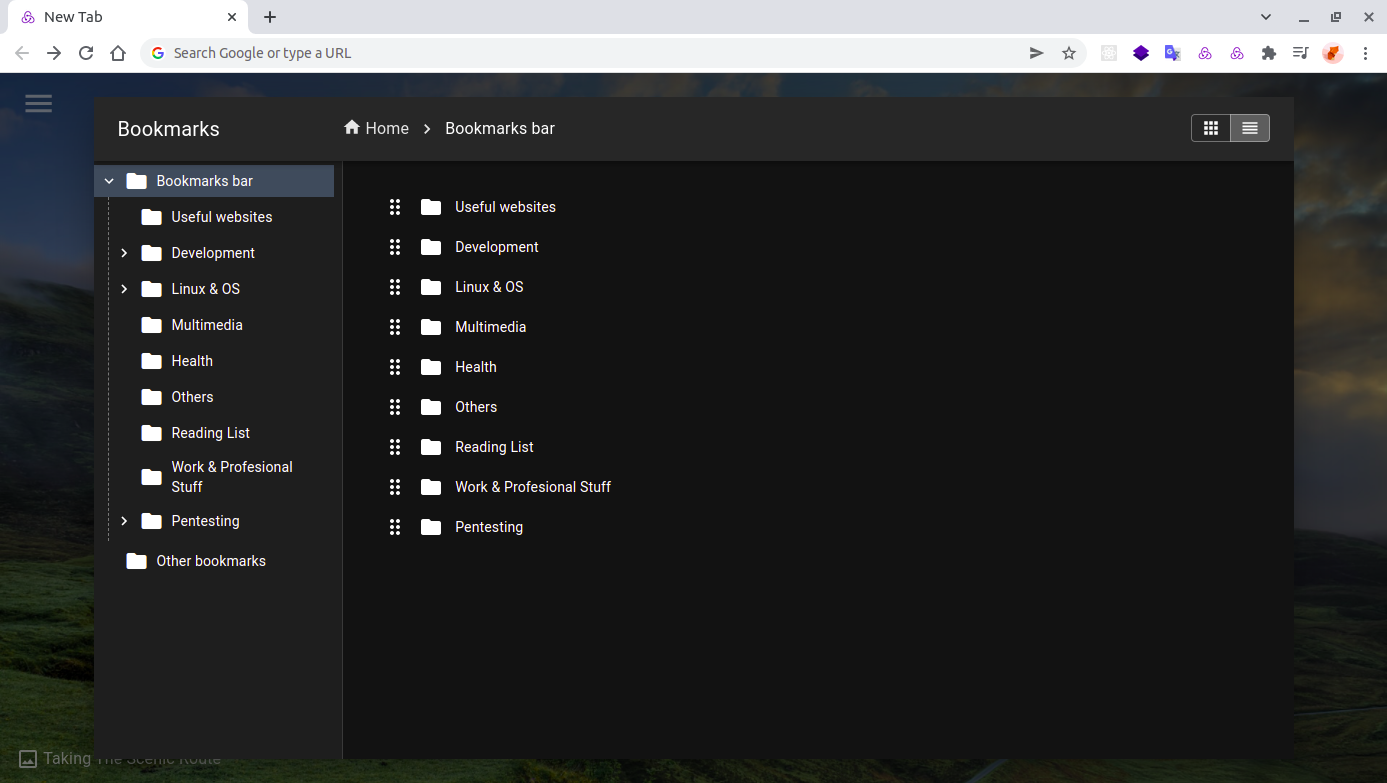 New Tab
Search Google or type a URL
Bookmarks
Home
Bookmarks bar
Bookmarks bar
Useful websites
Development
Linux & OS
Multimedia
Health
Others
Reading List
Work & Profesional
Stuff
Pentesting
Other bookmarks
Useful websites
Development
Linux & OS
Multimedia
Health
Others
Reading List
Work & Profesional Stuff
Pentesting
Taking The Scenic Route